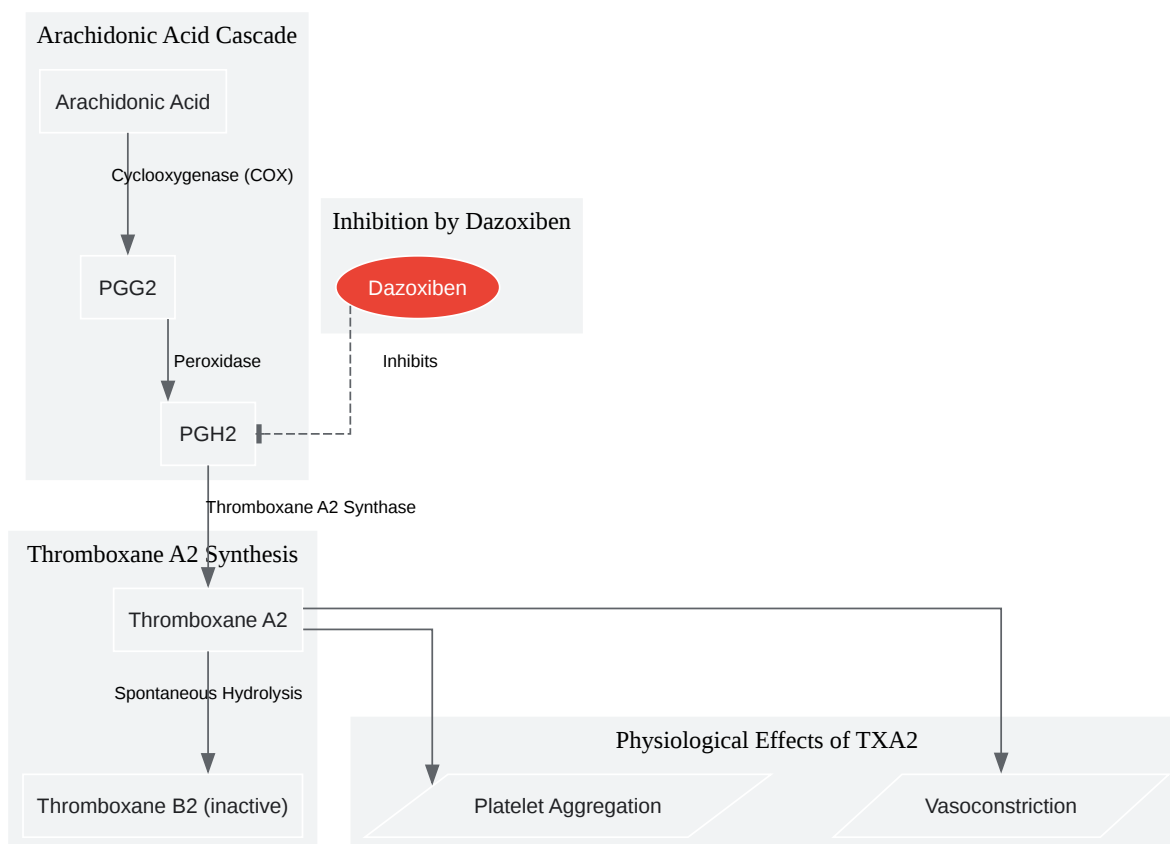 Arachidonic Acid Cascade
Arachidonic Acid
Cyclooxygenase (COX)
Inhibition by Dazoxiben
PGG2
Dazoxiben
Peroxidase
Inhibits
PGH2
Thromboxane A2 Synthase
Thromboxane A2 Synthesis
Thromboxane A2
Spontaneous Hydrolysis
Physiological Effects of TXA2
Thromboxane B2 (inactive)
Platelet Aggregation
Vasoconstriction